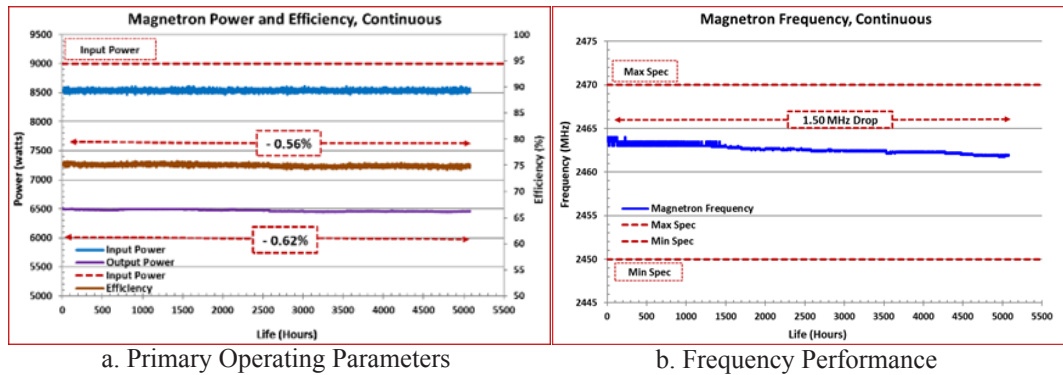 Magnetron Power and Efficiency, Continuous
9500
9000
8500
8000
7500
7000
6500
6000
5500
5000
Power (watts)
100
95
90
85
80
75
70
65
60
55
50
Efficiency (%)
Input Power
- 0.56%
- 0.62%
Input Power
Output Power
Input Power
Efficiency
0 500 1000 1500 2000 2500 3000 3500 4000 4500 5000 5500
Life (Hours)
a. Primary Operating Parameters
Magnetron Frequency, Continuous
2475
2470
2465
2460
2455
2450
2445
Frequency (MHz)
Max Spec
1.50 MHz Drop
Magnetron Frequency
Max Spec
Min Spec
Min Spec
0 500 1000 1500 2000 2500 3000 3500 4000 4500 5000 5500
Life (Hours)
b. Frequency Performance